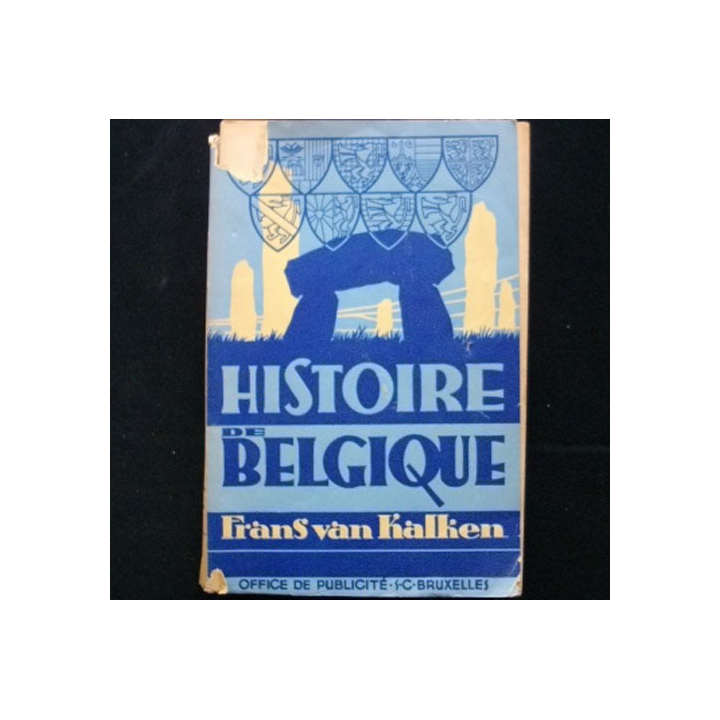 HISTOIRE
DE
BELGIQUE
Frans van Kalken
OFFICE DE PUBLICITÉ·S·C·BRUXELLES